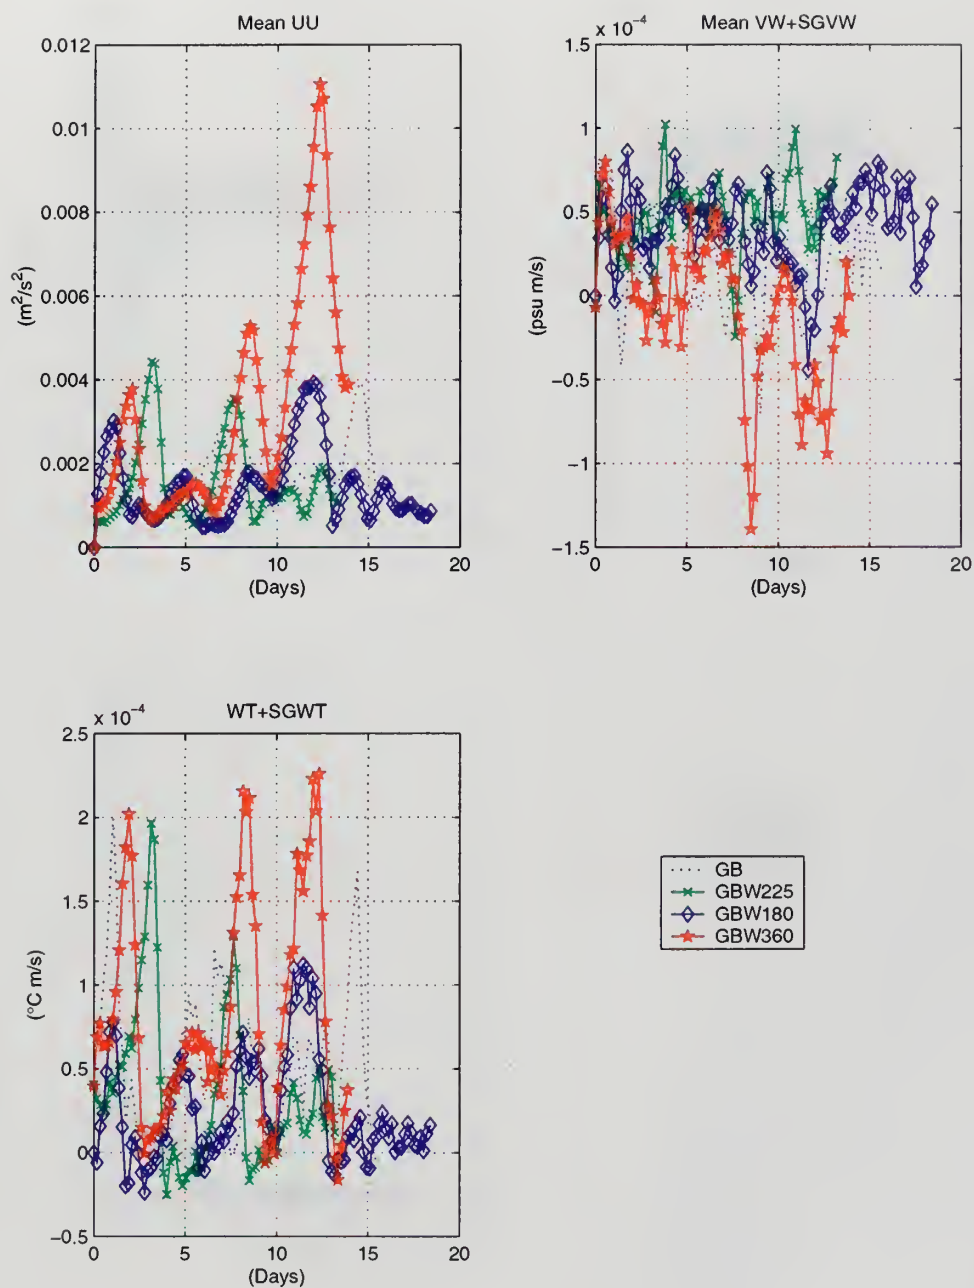 Mean UU
0.012
0.01
0.008
0.006
0.004
0.002
0
(m²/s²)
0
5
10
15
20
(Days)
Mean VW+SGVW
x 10⁻⁴
1.5
1
0.5
0
−0.5
−1
−1.5
(psu m/s)
0
5
10
15
20
(Days)
WT+SGWT
x 10⁻⁴
2.5
2
1.5
1
0.5
0
−0.5
(°C m/s)
0
5
10
15
20
(Days)
GB
GBW225
GBW180
GBW360